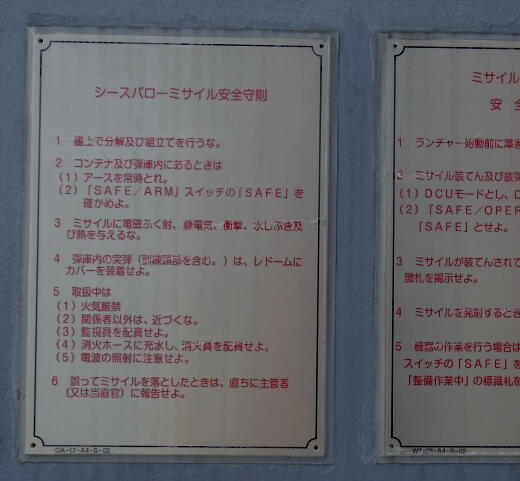 シースパローミサイル安全守則
1 艦上で分解及び組立てを行うな。
2 コンテナ及び弾庫内にあるときは
(1) アースを常時とれ。
(2) 「SAFE/ARM」スイッチの「SAFE」を
確かめよ。
3 ミサイルに電磁ふく射、静電気、衝撃、水しぶき及
び熱を与えるな。
4 弾庫内の実弾(訓練頭部を含む。)は、レドームに
カバーを装着せよ。
5 取扱中は
(1) 火気厳禁
(2) 関係者以外は、近づくな。
(3) 監視員を配員せよ。
(4) 消火ホースに充水し、消火員を配員せよ。
(5) 電波の照射に注意せよ。
6 誤ってミサイルを落としたときは、直ちに主管者
(又は当直官)に報告せよ。
OA-17-A4-S-02
ミサイル
安 全
1 ランチャー始動前に障害
3 ミサイル装てん及び抜弾
(1) DCUモードとし、D
(2) 「SAFE/OPER
「SAFE」とせよ。
3 ミサイルが装てんされて
識札を掲示せよ。
4 ミサイルを発射するとき
5 機器の作業を行う場合は
スイッチの「SAFE」を
「整備作業中」の標識札を
-A4-S-02